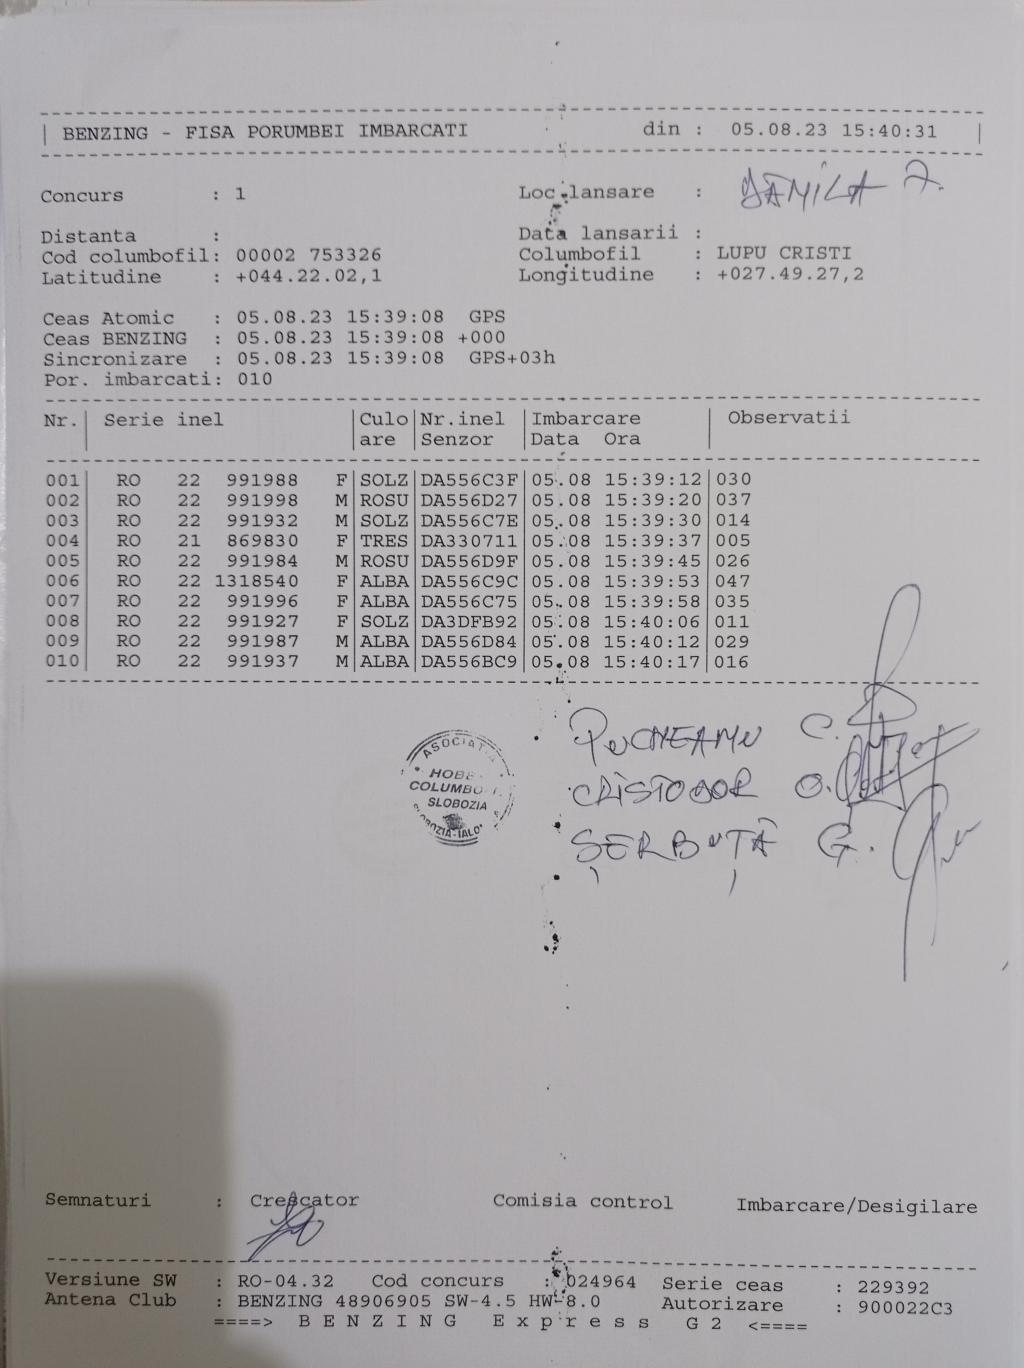 BENZING - FISA PORUMBEI IMBARCATI din : 05.08.23 15:40:31
Concurs : 1 Loc lansare :
Distanta : Data lansarii :
Cod columbofil: 00002 753326 Columbofil : LUPU CRISTI
Latitudine : +044.22.02,1 Longitudine : +027.49.27,2
Ceas Atomic : 05.08.23 15:39:08 GPS
Ceas BENZING : 05.08.23 15:39:08 +000
Sincronizare : 05.08.23 15:39:08 GPS+03h
Por. imbarcati: 010
Nr. Serie inel Culo Nr.inel Imbarcare Observatii
are Senzor Data Ora
001 RO 22 991988 F SOLZ DA556C3F 05.08 15:39:12 030
002 RO 22 991998 M ROSU DA556D27 05.08 15:39:20 037
003 RO 22 991932 M SOLZ DA556C7E 05.08 15:39:30 014
004 RO 21 869830 F TRES DA330711 05.08 15:39:37 005
005 RO 22 991984 M ROSU DA556D9F 05.08 15:39:45 026
006 RO 22 1318540 F ALBA DA556C9C 05.08 15:39:53 047
007 RO 22 991996 F ALBA DA556C75 05.08 15:39:58 035
008 RO 22 991927 F SOLZ DA3DFB92 05.08 15:40:06 011
009 RO 22 991987 M ALBA DA556D84 05.08 15:40:12 029
010 RO 22 991937 M ALBA DA556BC9 05.08 15:40:17 016
C.
CRISTODOR O.
ȘERBUȚĂ G.
ASOCIATI
HOBB
COLUMBO
SLOBOZIA
Semnaturi : Crescator Comisia control Imbarcare/Desigilare
Versiune SW : RO-04.32 Cod concurs : 024964 Serie ceas : 229392
Antena Club : BENZING 48906905 SW-4.5 HW-8.0 Autorizare : 900022C3
====> B E N Z I N G E x p r e s s G 2 <====